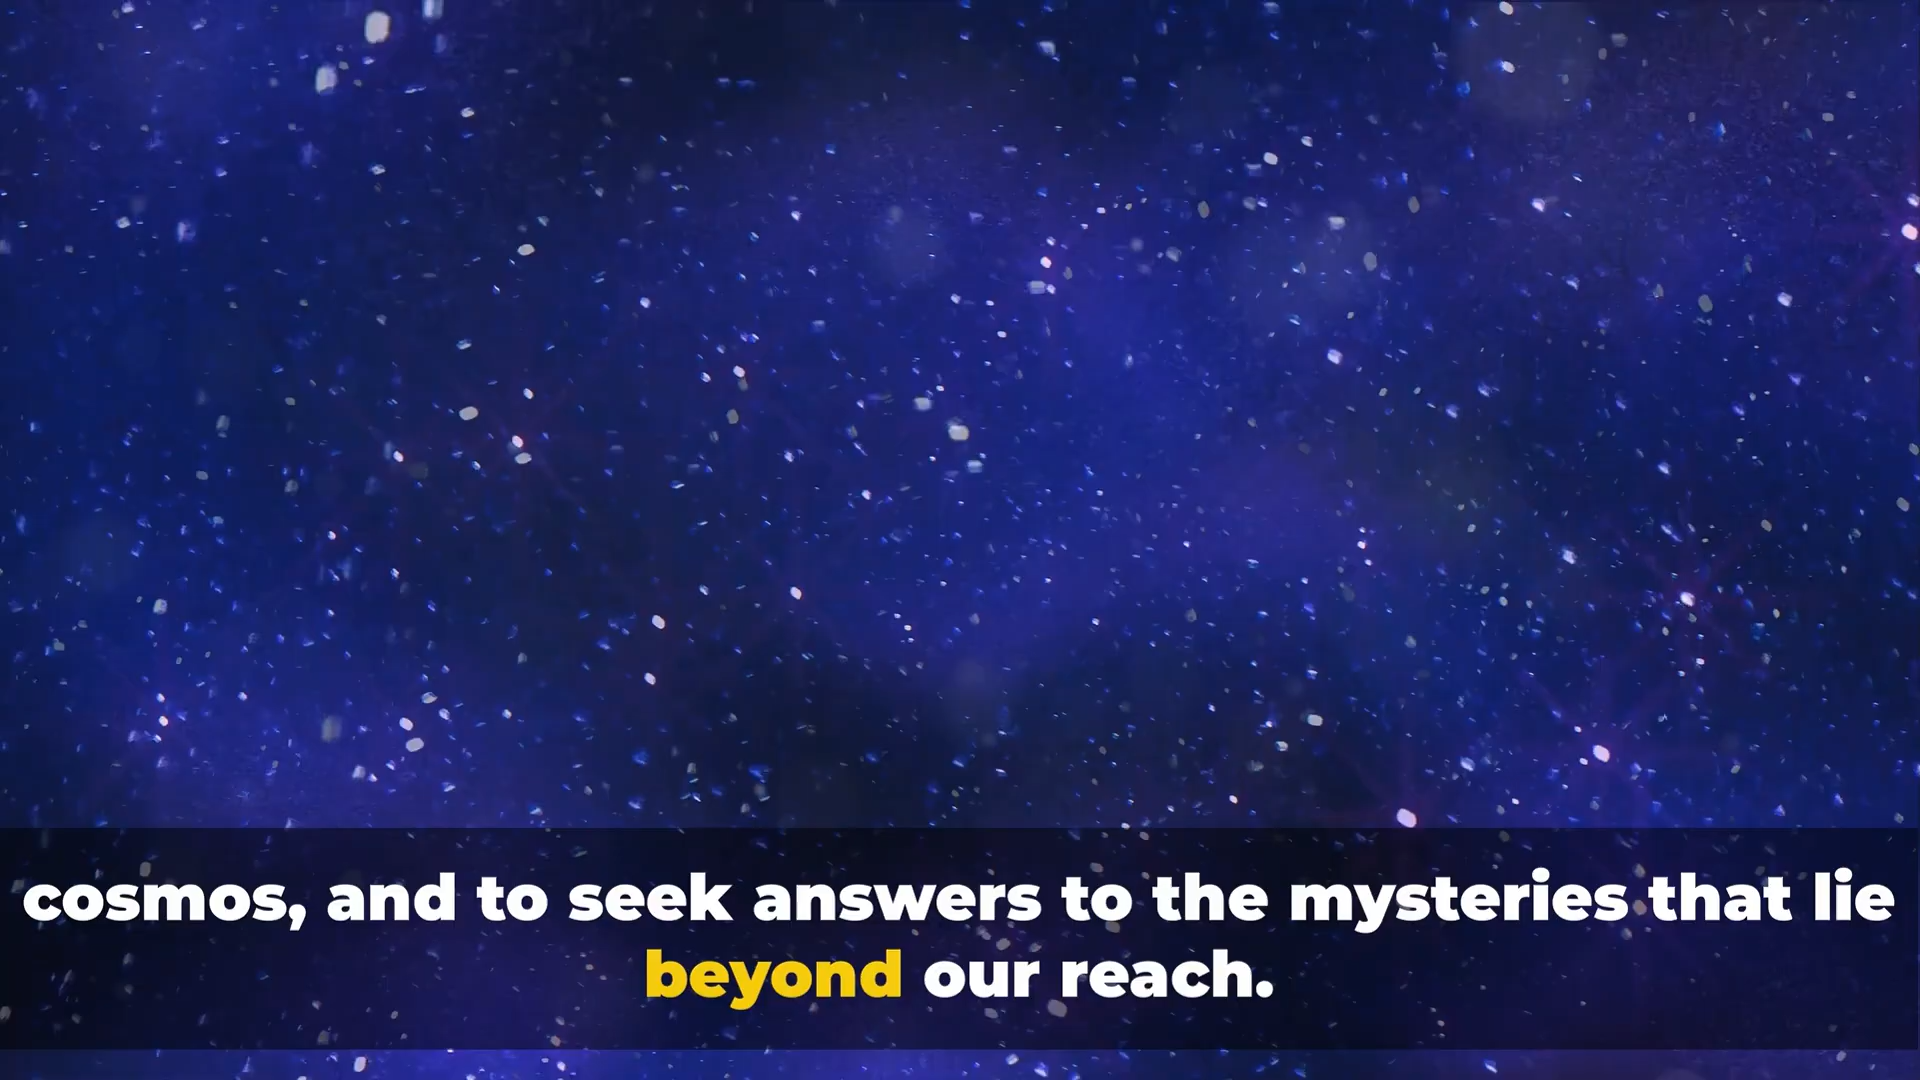 cosmos, and to seek answers to the mysteries that lie
beyond our reach.